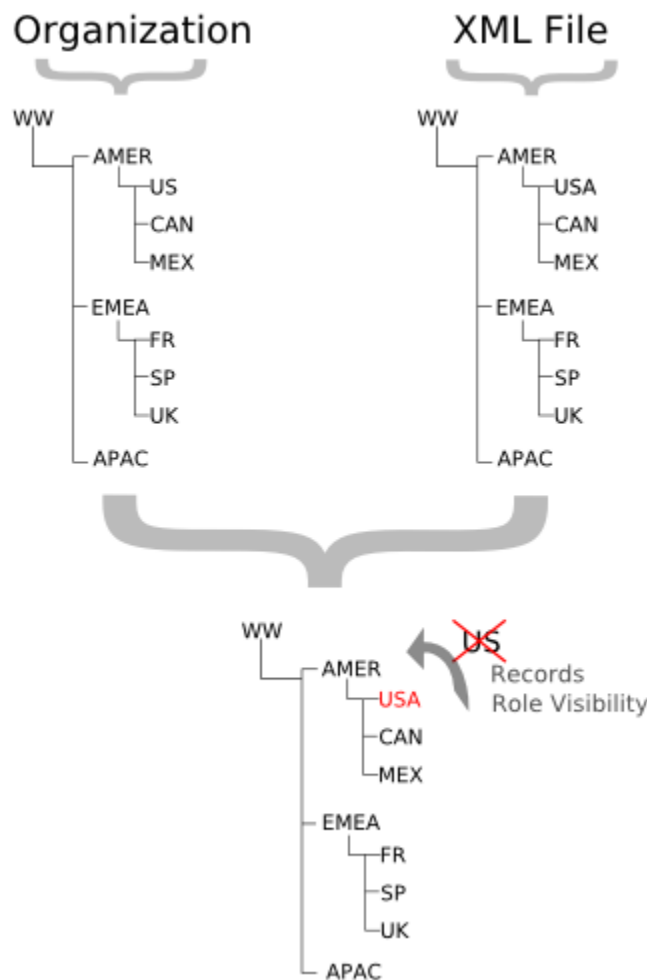 Organization
WW
AMER
US
CAN
MEX
EMEA
FR
SP
UK
APAC
XML File
WW
AMER
USA
CAN
MEX
EMEA
FR
SP
UK
APAC
WW
AMER
USA
CAN
MEX
EMEA
FR
SP
UK
APAC
US
Records
Role Visibility